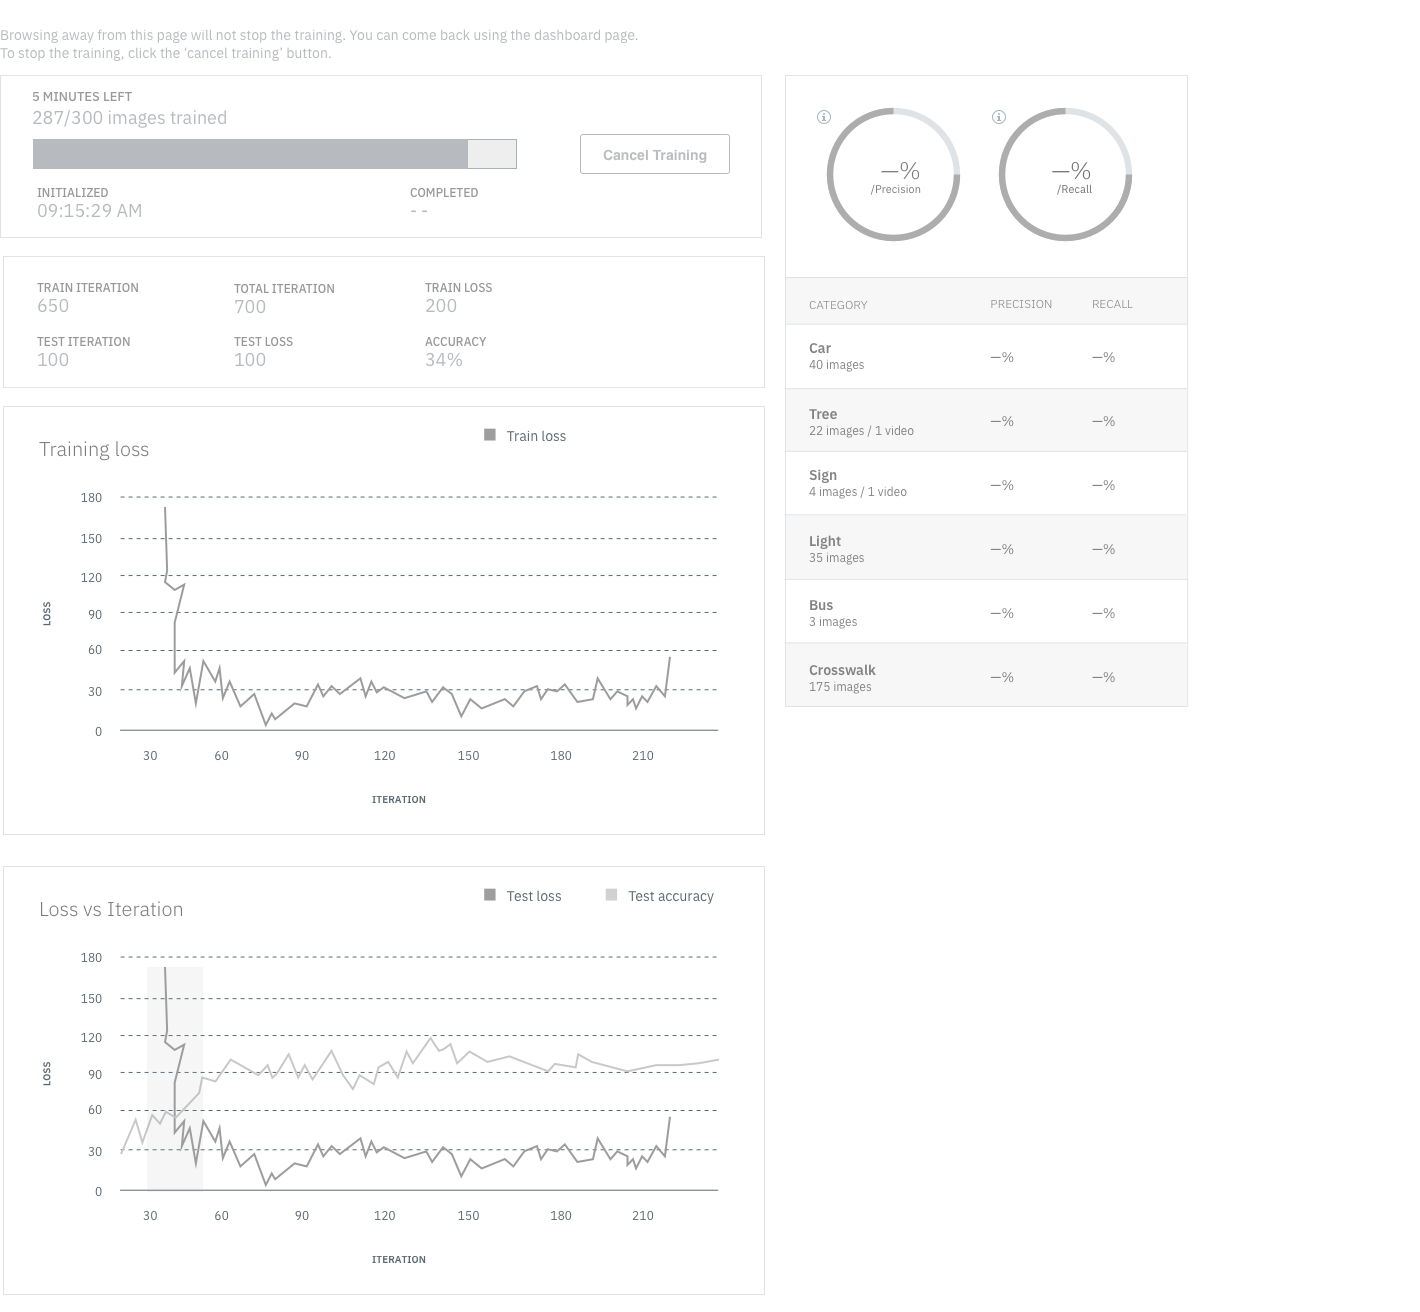 Browsing away from this page will not stop the training. You can come back using the dashboard page.
To stop the training, click the ‘cancel training’ button.
5 MINUTES LEFT
287/300 images trained
Cancel Training
INITIALIZED
09:15:29 AM
COMPLETED
- -
TRAIN ITERATION
650
TOTAL ITERATION
700
TRAIN LOSS
200
TEST ITERATION
100
TEST LOSS
100
ACCURACY
34%
Training loss
Train loss
180
150
120
90
60
30
0
LOSS
30 60 90 120 150 180 210
ITERATION
Loss vs Iteration
Test loss
Test accuracy
180
150
120
90
60
30
0
LOSS
30 60 90 120 150 180 210
ITERATION
i
—%
/Precision
i
—%
/Recall
CATEGORY PRECISION RECALL
Car
40 images
—% —%
Tree
22 images / 1 video
—% —%
Sign
4 images / 1 video
—% —%
Light
35 images
—% —%
Bus
3 images
—% —%
Crosswalk
175 images
—% —%